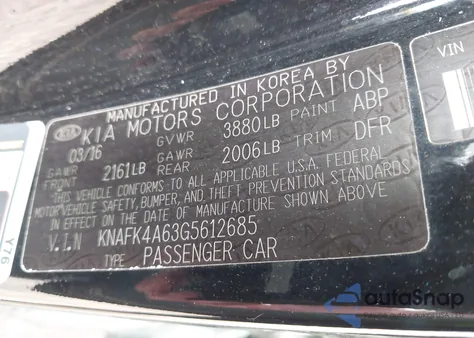 MANUFACTURED IN KOREA BY
KIA KIA MOTORS CORPORATION
03/16 GVWR 3880LB PAINT ABP
GAWR FRONT 2161LB GAWR REAR 2006LB TRIM DFR
THIS VEHICLE CONFORMS TO ALL APPLICABLE U.S.A. FEDERAL
MOTOR VEHICLE SAFETY, BUMPER, AND THEFT PREVENTION STANDARDS
IN EFFECT ON THE DATE OF MANUFACTURE SHOWN ABOVE
V.I.N KNAFK4A63G5612685
TYPE PASSENGER CAR
VIN
Y76
autoSnap